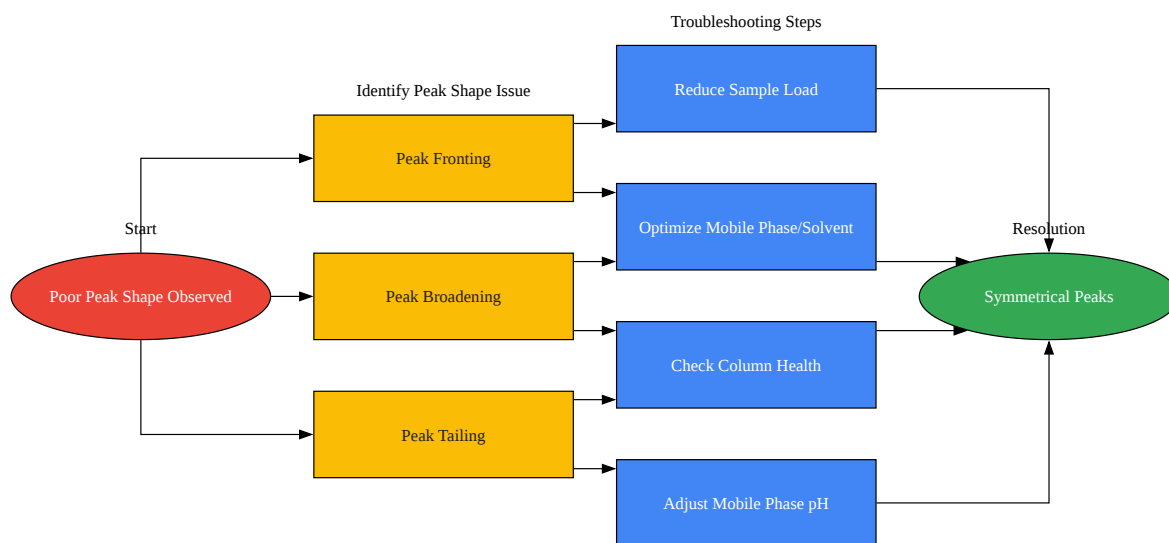 Troubleshooting Steps
Reduce Sample Load
Identify Peak Shape Issue
Peak Fronting
Start
Optimize Mobile Phase/Solvent
Resolution
Poor Peak Shape Observed
Peak Broadening
Symmetrical Peaks
Check Column Health
Peak Tailing
Adjust Mobile Phase pH